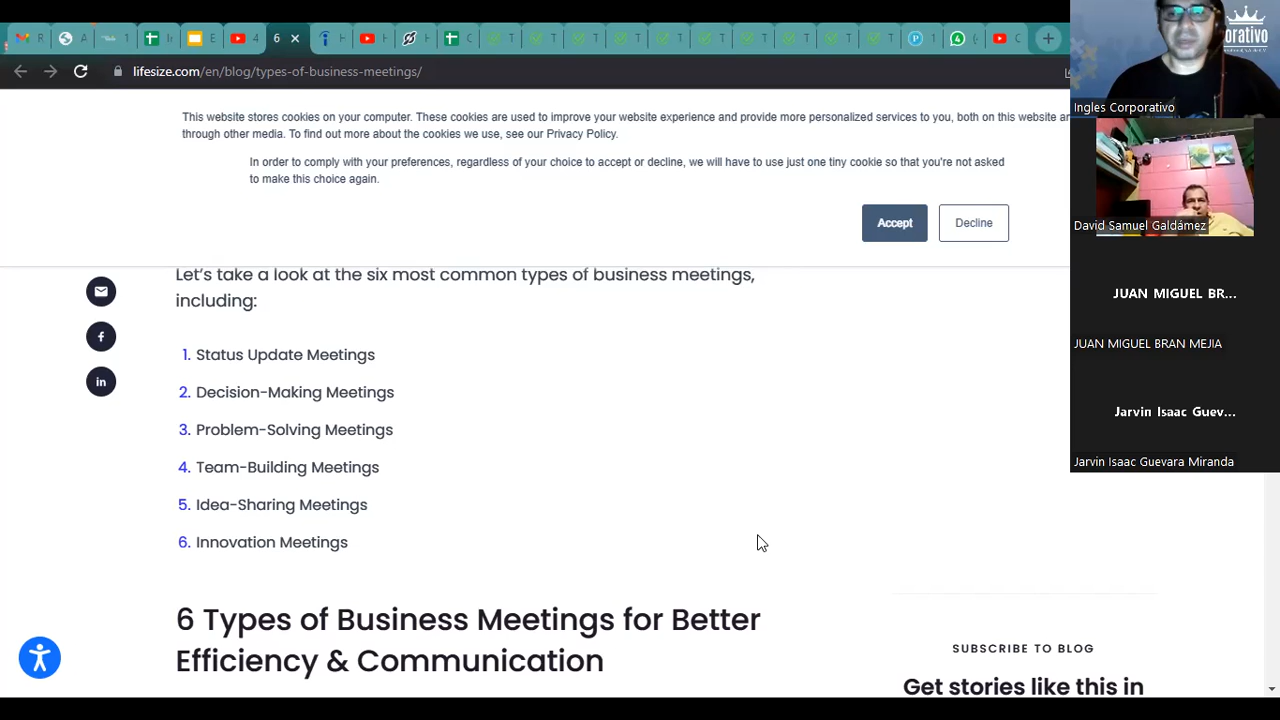 6
4
lifesize.com/en/blog/types-of-business-meetings/
This website stores cookies on your computer. These cookies are used to improve your website experience and provide more personalized services to you, both on this website an
through other media. To find out more about the cookies we use, see our Privacy Policy.
In order to comply with your preferences, regardless of your choice to accept or decline, we will have to use just one tiny cookie so that you're not asked
to make this choice again.
Accept
Decline
Let's take a look at the six most common types of business meetings,
including:
1. Status Update Meetings
2. Decision-Making Meetings
3. Problem-Solving Meetings
4. Team-Building Meetings
5. Idea-Sharing Meetings
6. Innovation Meetings
6 Types of Business Meetings for Better
Efficiency & Communication
SUBSCRIBE TO BLOG
Get stories like this in
orativo
Ingles Corporativo
David Samuel Galdámez
JUAN MIGUEL BR...
JUAN MIGUEL BRAN MEJIA
Jarvin Isaac Guev...
Jarvin Isaac Guevara Miranda